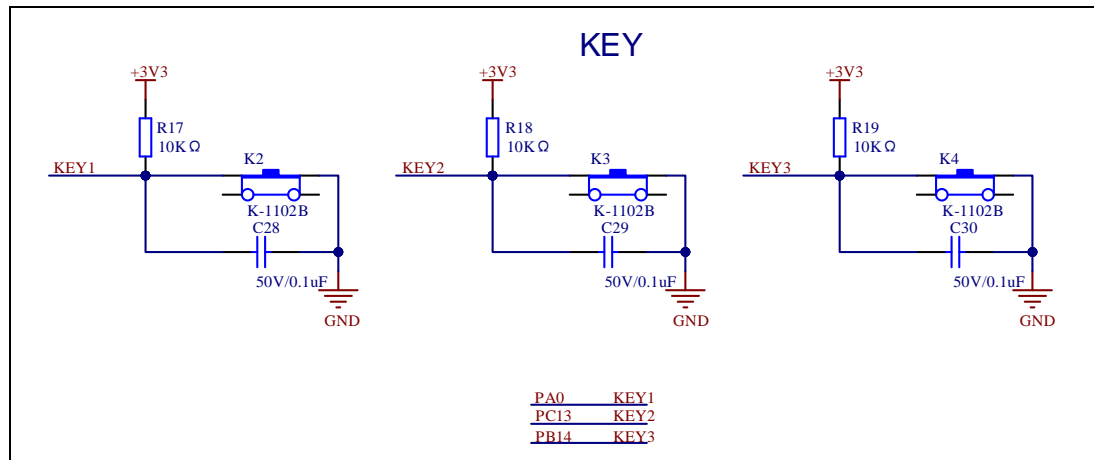 KEY
+3V3 +3V3 +3V3
R17 R18 R19
10KΩ 10KΩ 10KΩ
KEY1 K2 KEY2 K3 KEY3 K4
K-1102B K-1102B K-1102B
C28 C29 C30
50V/0.1uF 50V/0.1uF 50V/0.1uF
GND GND GND
PA0 KEY1
PC13 KEY2
PB14 KEY3